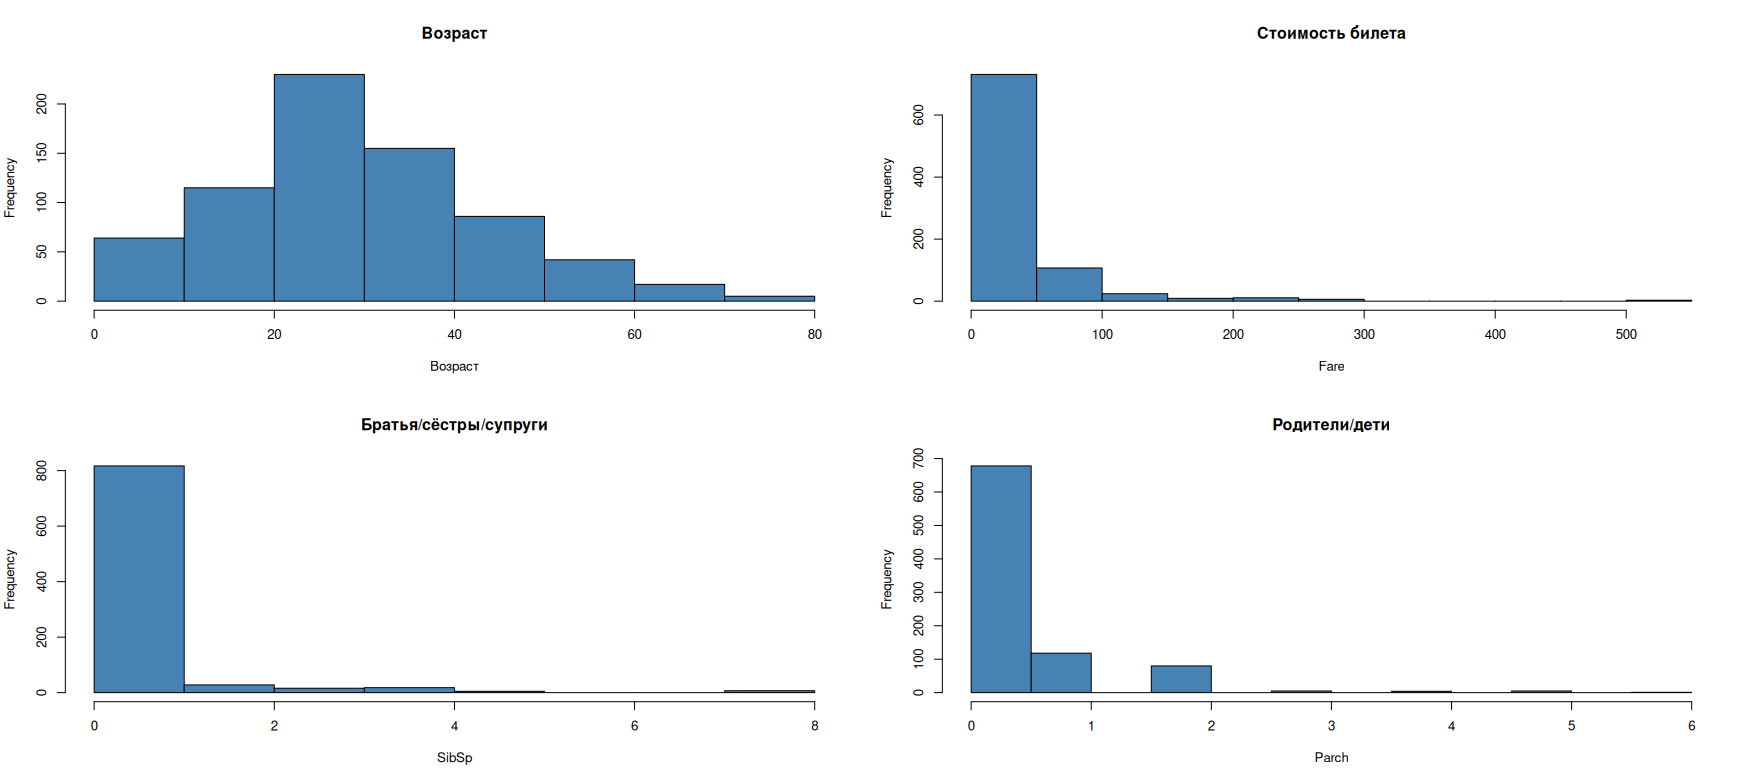 Возраст
Frequency
0
50
100
150
200
0 20 40 60 80
Возраст
Стоимость билета
Frequency
0
200
400
600
0 100 200 300 400 500
Fare
Братья/сёстры/супруги
Frequency
0
200
400
600
800
0 2 4 6 8
SibSp
Родители/дети
Frequency
0
100
200
300
400
500
600
700
0 1 2 3 4 5 6
Parch